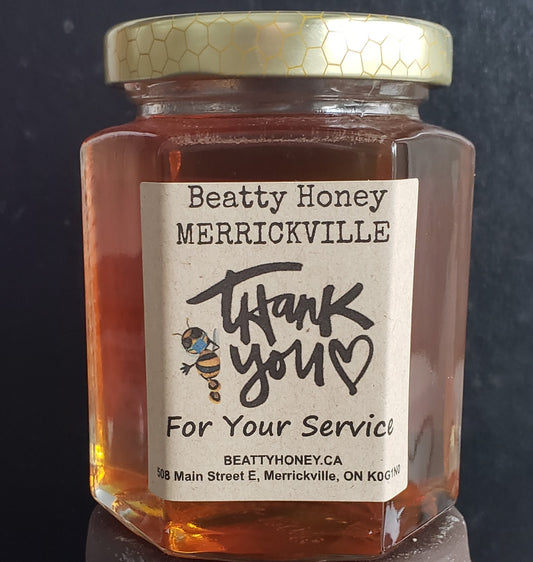 Beatty Honey
MERRICKVILLE
THANK
YOU
For Your Service
BEATTYHONEY.CA
508 Main Street E, Merrickville, ON K0G1N0